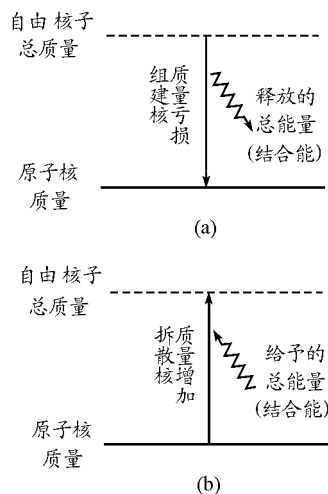 自由核子
总质量
组建核
质量亏损
释放的
总能量
(结合能)
原子核
质量
(a)
自由核子
总质量
拆散核
质量增加
给予的
总能量
(结合能)
原子核
质量
(b)